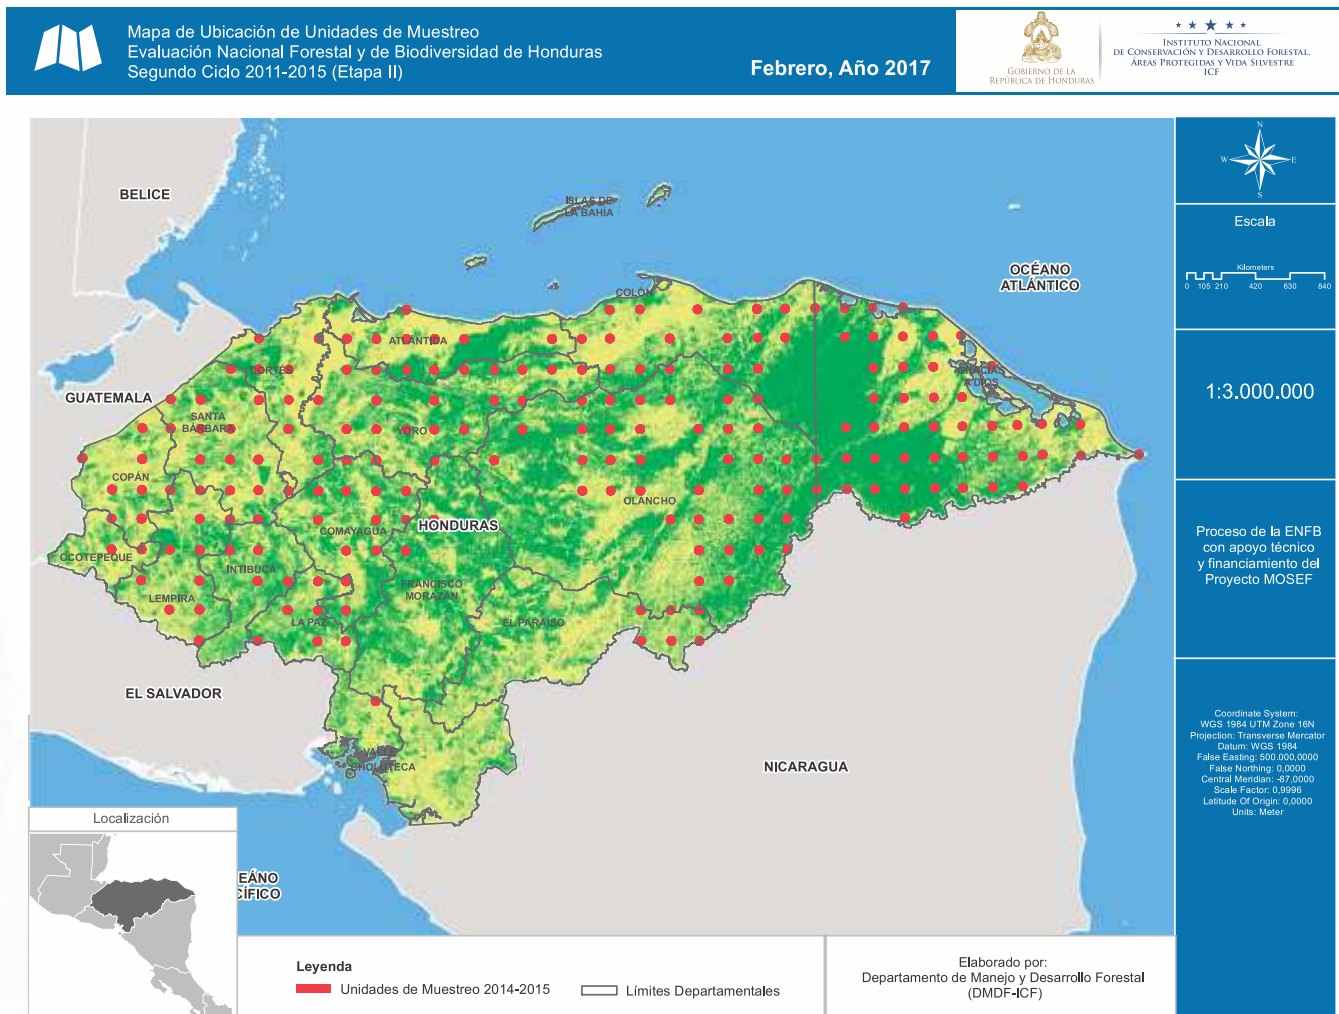 Mapa de Ubicación de Unidades de Muestreo
Evaluación Nacional Forestal y de Biodiversidad de Honduras
Segundo Ciclo 2011-2015 (Etapa II)
Febrero, Año 2017
GOBIERNO DE LA
REPÚBLICA DE HONDURAS
INSTITUTO NACIONAL
DE CONSERVACIÓN Y DESARROLLO FORESTAL,
ÁREAS PROTEGIDAS Y VIDA SILVESTRE
ICF
N
W
E
S
Escala
Kilometers
0 105 210 420 630 840
1:3.000.000
Proceso de la ENFB
con apoyo técnico
y financiamiento del
Proyecto MOSEF
Coordinate System:
WGS 1984 UTM Zone 16N
Projection: Transverse Mercator
Datum: WGS 1984
False Easting: 500.000,0000
False Northing: 0,0000
Central Meridian: -87,0000
Scale Factor: 0,9996
Latitude Of Origin: 0,0000
Units: Meter
BELICE
ISLAS DE
LA BAHÍA
OCÉANO
ATLÁNTICO
COLÓN
ATLÁNTIDA
CORTÉS
GRACIAS
A DIOS
GUATEMALA
SANTA
BÁRBARA
YORO
COPÁN
OLANCHO
HONDURAS
COMAYAGUA
OCOTEPEQUE
INTIBUCÁ
FRANCISCO
MORAZÁN
LEMPIRA
LA PAZ
EL PARAÍSO
EL SALVADOR
VALLE
CHOLUTECA
NICARAGUA
Localización
EÁNO
CÍFICO
Leyenda
Unidades de Muestreo 2014-2015
Límites Departamentales
Elaborado por:
Departamento de Manejo y Desarrollo Forestal
(DMDF-ICF)